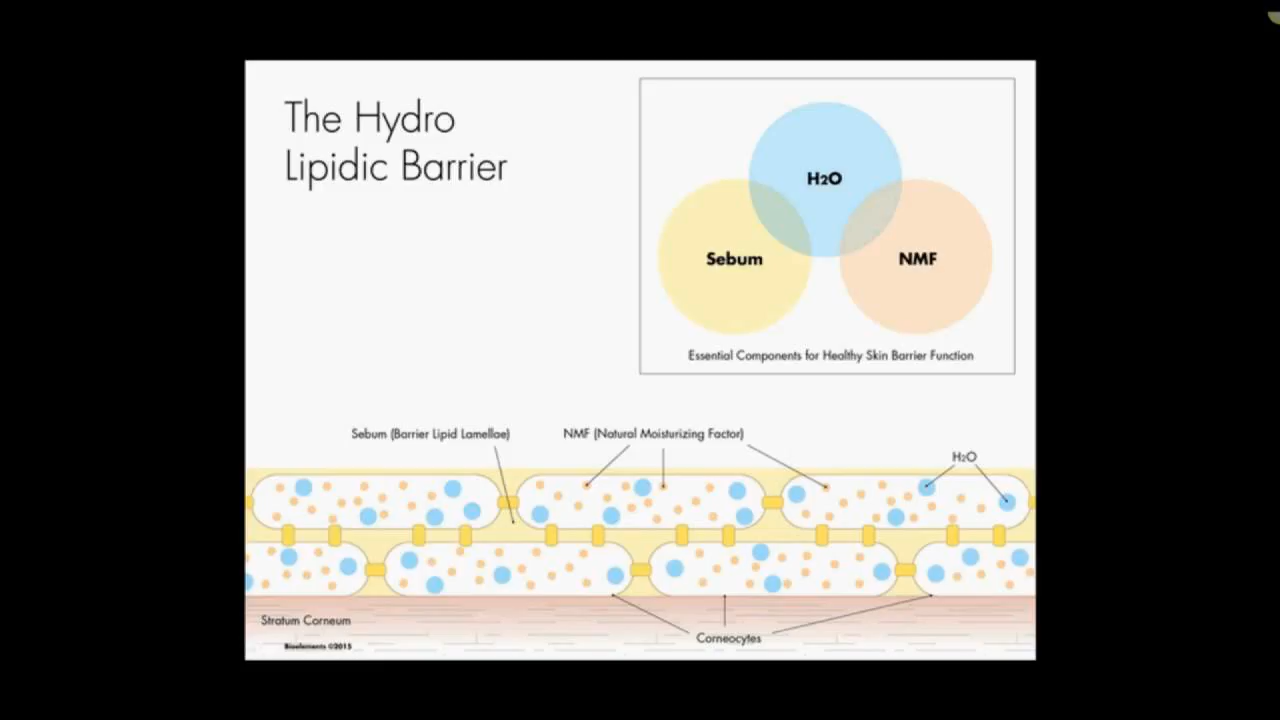 The Hydro
Lipidic Barrier
H2O
Sebum
NMF
Essential Components for Healthy Skin Barrier Function
Sebum (Barrier Lipid Lamellae)
NMF (Natural Moisturizing Factor)
H2O
Stratum Corneum
Corneocytes
Bioelements ©2015